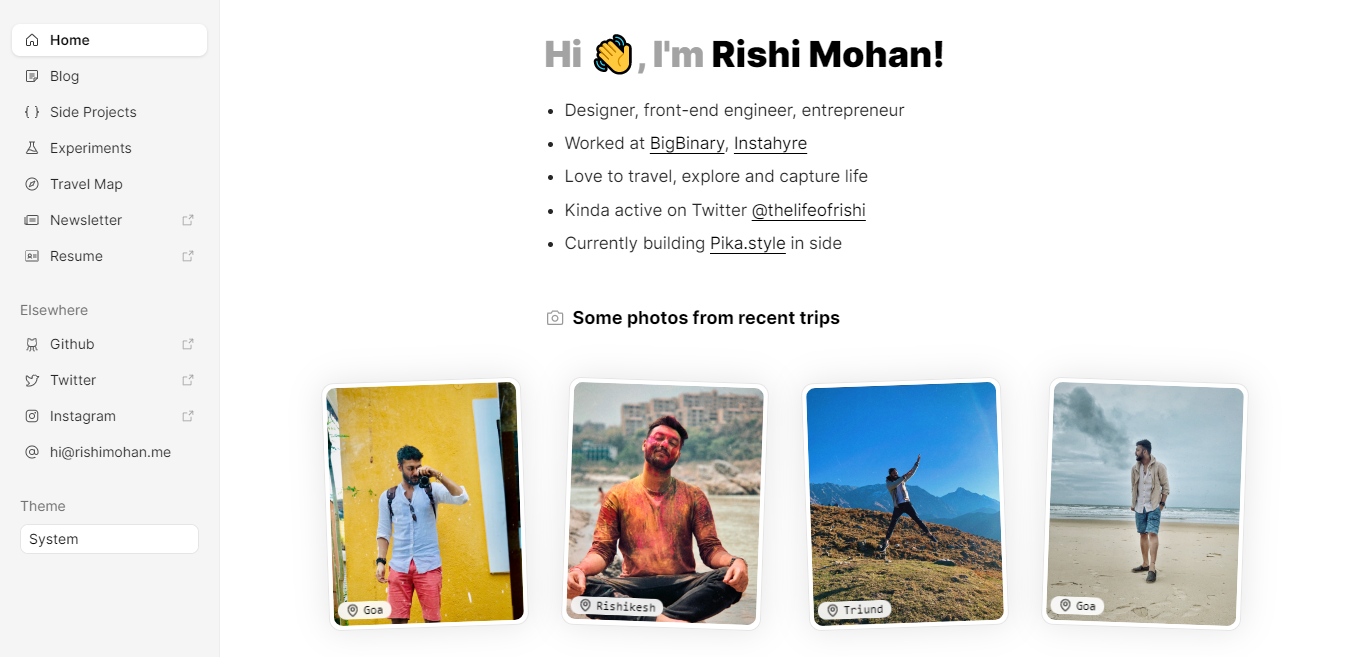 Home
Blog
Side Projects
Experiments
Travel Map
Newsletter
Resume
Elsewhere
Github
Twitter
Instagram
hi@rishimohan.me
Theme
System
Hi 👋, I'm Rishi Mohan!
• Designer, front-end engineer, entrepreneur
• Worked at BigBinary, Instahyre
• Love to travel, explore and capture life
• Kinda active on Twitter @thelifeofrishi
• Currently building Pika.style in side
Some photos from recent trips
Goa
Rishikesh
Triund
Goa